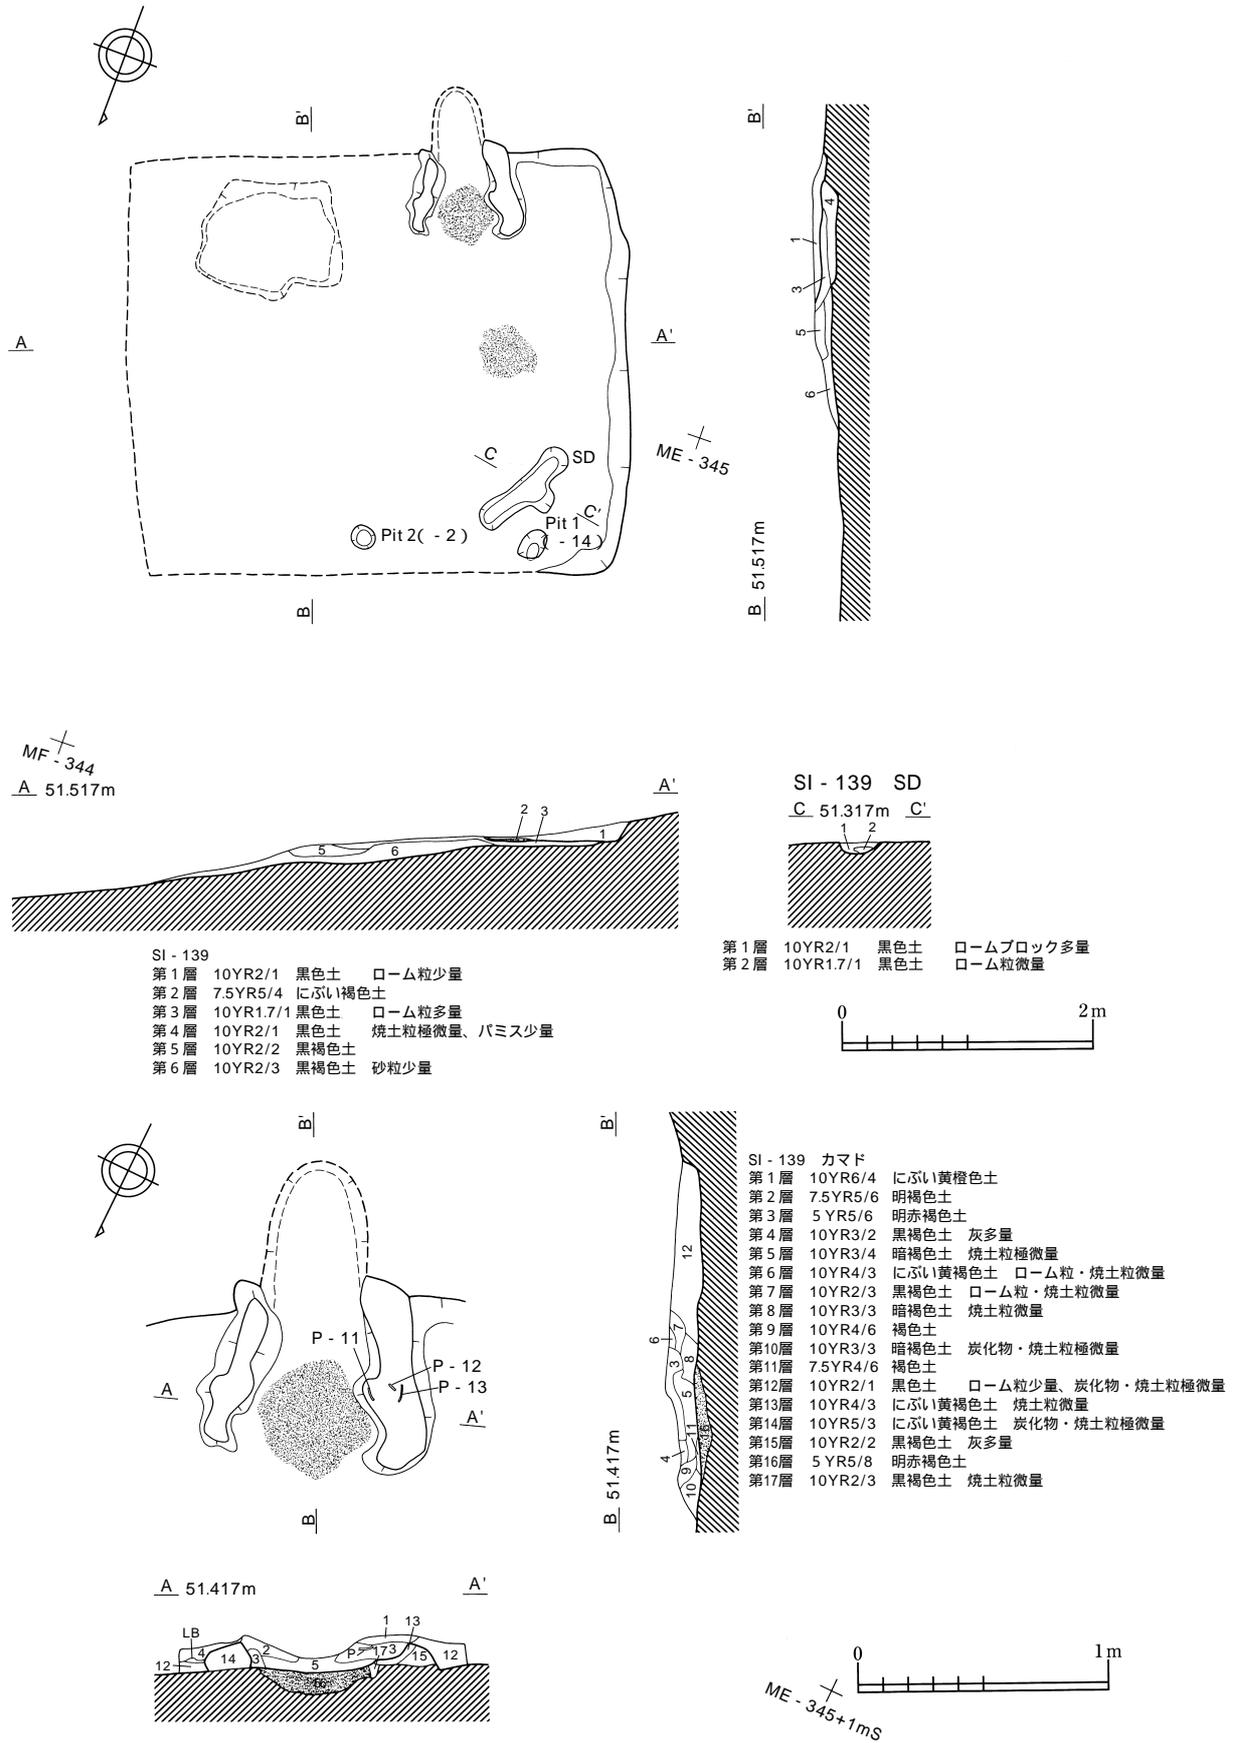 B'
B'
A
A'
C
SD
ME - 345
Pit 1
C'
( - 14 )
Pit 2( - 2 )
B
B 51.517m
1
3
4
5
6
MF - 344
A 51.517m
A'
2 3
1
5
6
SI - 139 SD
C 51.317m C'
1 2
第1層 10YR2/1 黒色土 ロームブロック多量
第2層 10YR1.7/1 黒色土 ローム粒微量
0 2m
SI - 139
第1層 10YR2/1 黒色土 ローム粒少量
第2層 7.5YR5/4 にぶい褐色土
第3層 10YR1.7/1 黒色土 ローム粒多量
第4層 10YR2/1 黒色土 焼土粒極微量、パミス少量
第5層 10YR2/2 黒褐色土
第6層 10YR2/3 黒褐色土 砂粒少量
B'
B'
P - 11
P - 12
P - 13
A
A'
B
B 51.417m
12
7
6
3
8
5
11
16
4
9
10
SI - 139 カマド
第1層 10YR6/4 にぶい黄橙色土
第2層 7.5YR5/6 明褐色土
第3層 5YR5/6 明赤褐色土
第4層 10YR3/2 黒褐色土 灰多量
第5層 10YR3/4 暗褐色土 焼土粒極微量
第6層 10YR4/3 にぶい黄褐色土 ローム粒・焼土粒微量
第7層 10YR2/3 黒褐色土 ローム粒・焼土粒微量
第8層 10YR3/3 暗褐色土 焼土粒微量
第9層 10YR4/6 褐色土
第10層 10YR3/3 暗褐色土 炭化物・焼土粒極微量
第11層 7.5YR4/6 褐色土
第12層 10YR2/1 黒色土 ローム粒少量、炭化物・焼土粒極微量
第13層 10YR4/3 にぶい黄褐色土 焼土粒微量
第14層 10YR5/3 にぶい黄褐色土 炭化物・焼土粒極微量
第15層 10YR2/2 黒褐色土 灰多量
第16層 5YR5/8 明赤褐色土
第17層 10YR2/3 黒褐色土 焼土粒微量
A 51.417m
A'
1 13
LB
4
2
P
17 3
12
14
3
5
15
12
16
0 1m
ME - 345+1mS